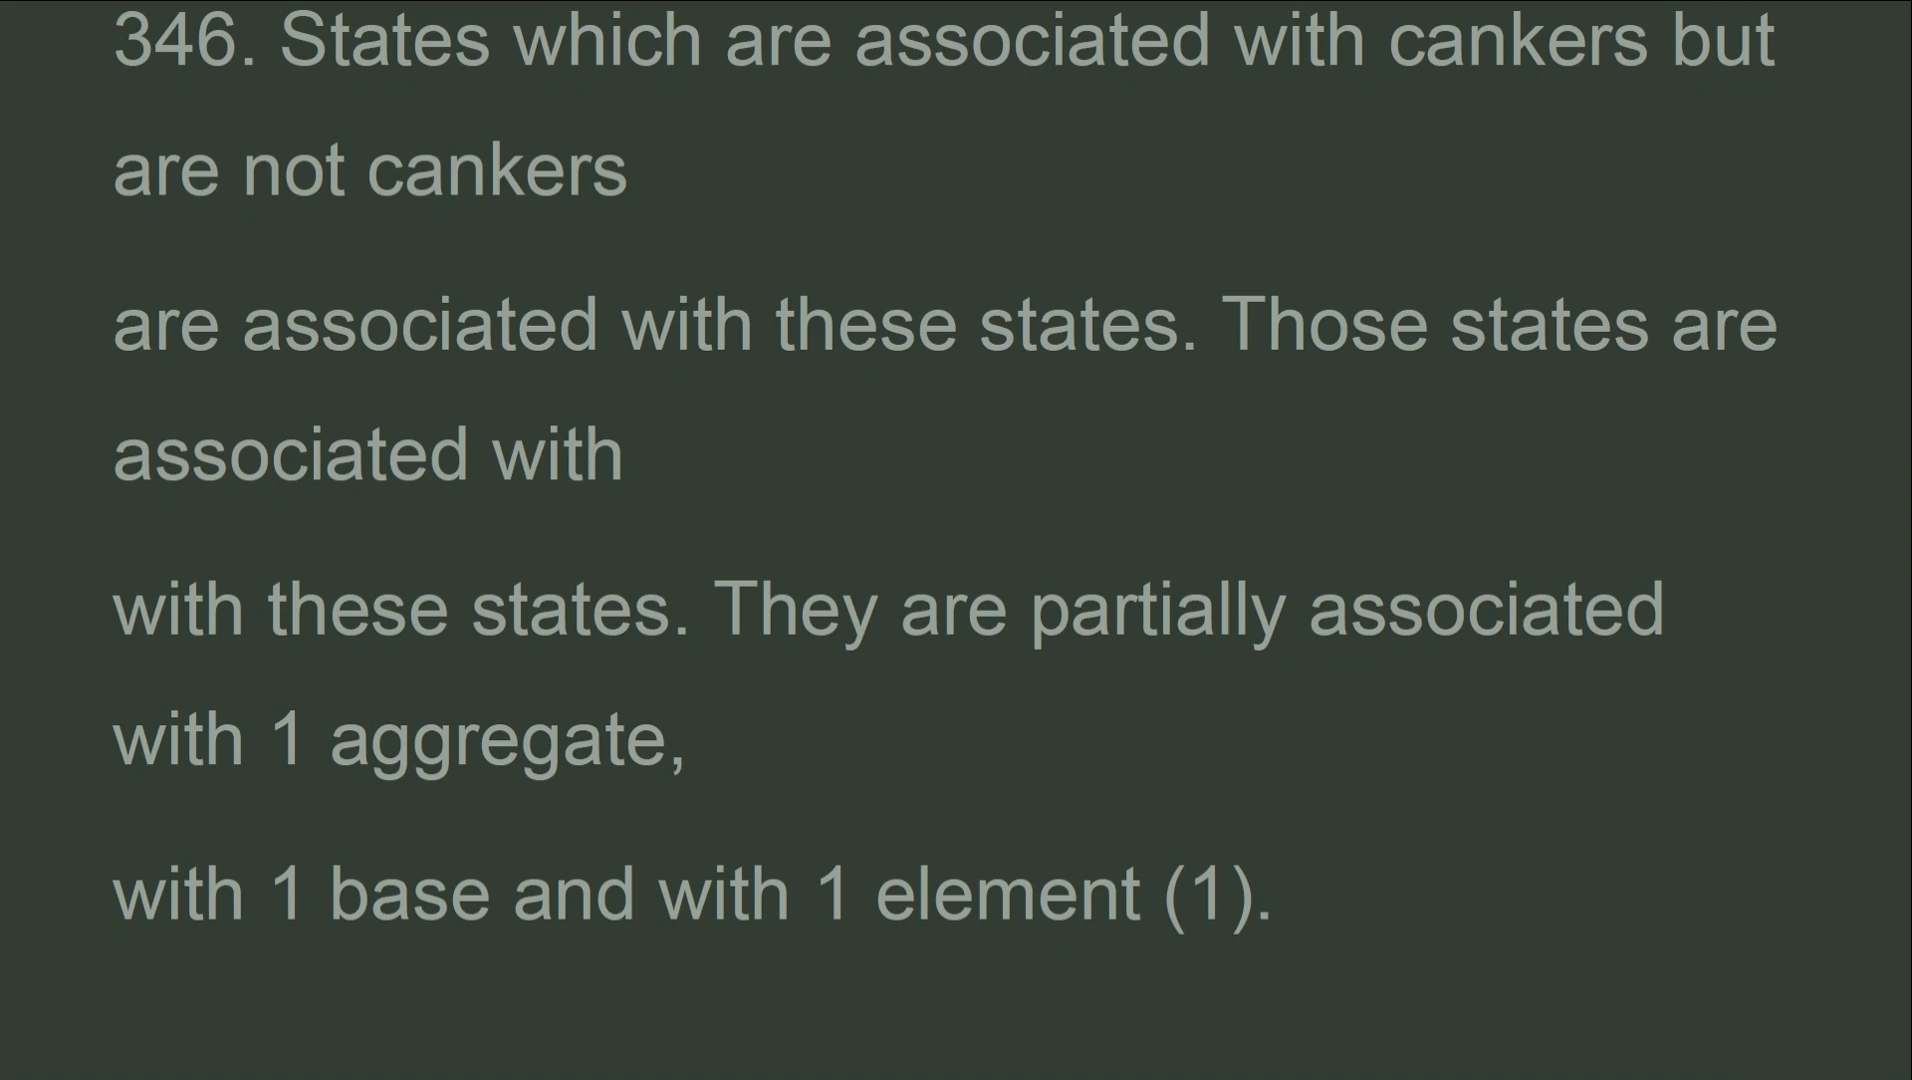 346. States which are associated with cankers but
are not cankers
are associated with these states. Those states are
associated with
with these states. They are partially associated
with 1 aggregate,
with 1 base and with 1 element (1).